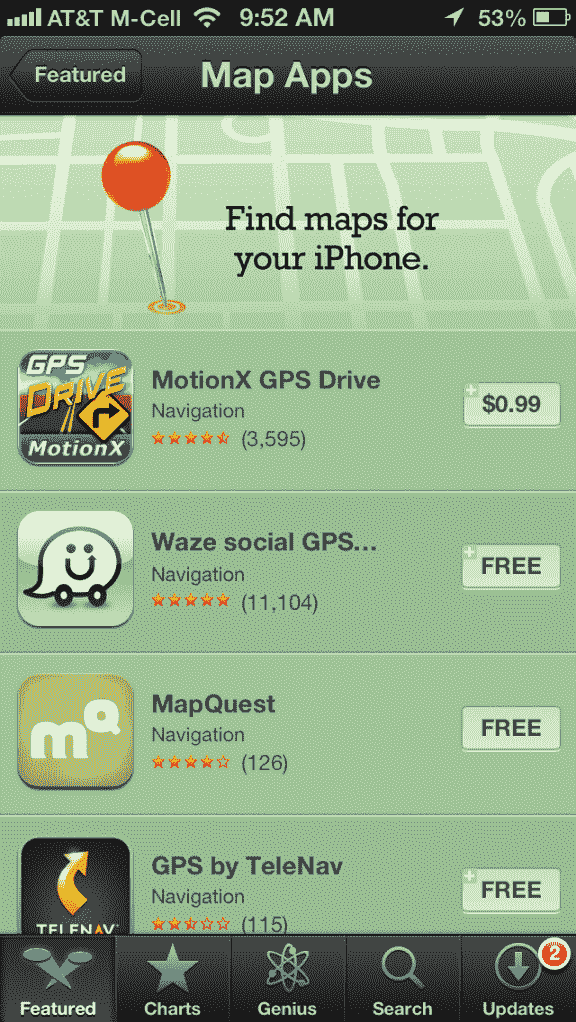 AT&T M-Cell 9:52 AM 53%
Featured Map Apps
Find maps for
your iPhone.
GPS
DRIVE
MotionX
MotionX GPS Drive
Navigation
(3,595)
+ $0.99
Waze social GPS...
Navigation
(11,104)
+ FREE
mQ
MapQuest
Navigation
(126)
FREE
TELENAV
GPS by TeleNav
Navigation
(115)
+ FREE
2
Featured Charts Genius Search Updates